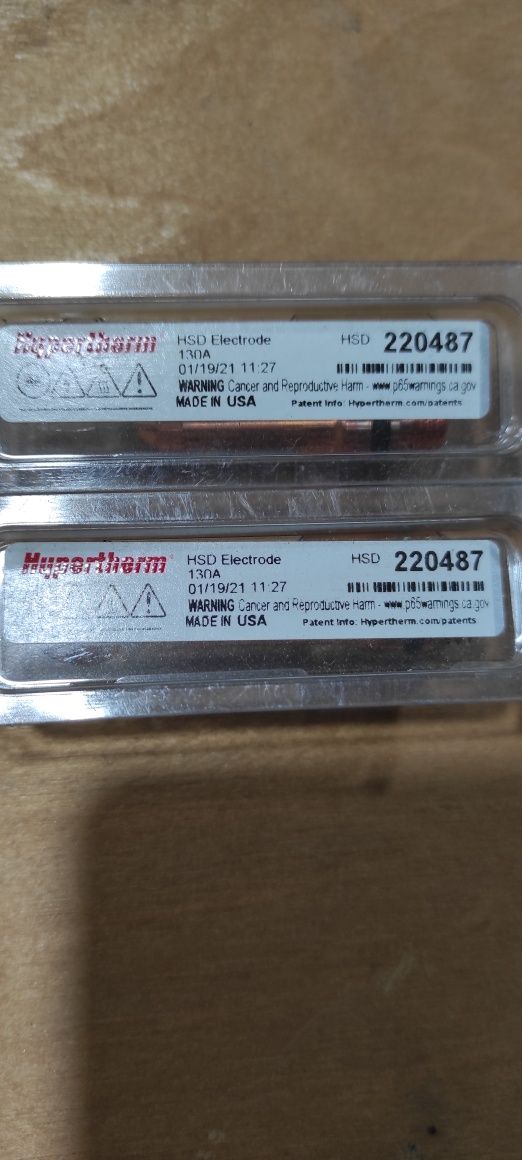 Hypertherm
HSD Electrode HSD 220487
130A
01/19/21 11:27
WARNING Cancer and Reproductive Harm - www.p65warnings.ca.gov
MADE IN USA Patent Info: Hypertherm.com/patents
Hypertherm
HSD Electrode HSD 220487
130A
01/19/21 11:27
WARNING Cancer and Reproductive Harm - www.p65warnings.ca.gov
MADE IN USA Patent Info: Hypertherm.com/patents